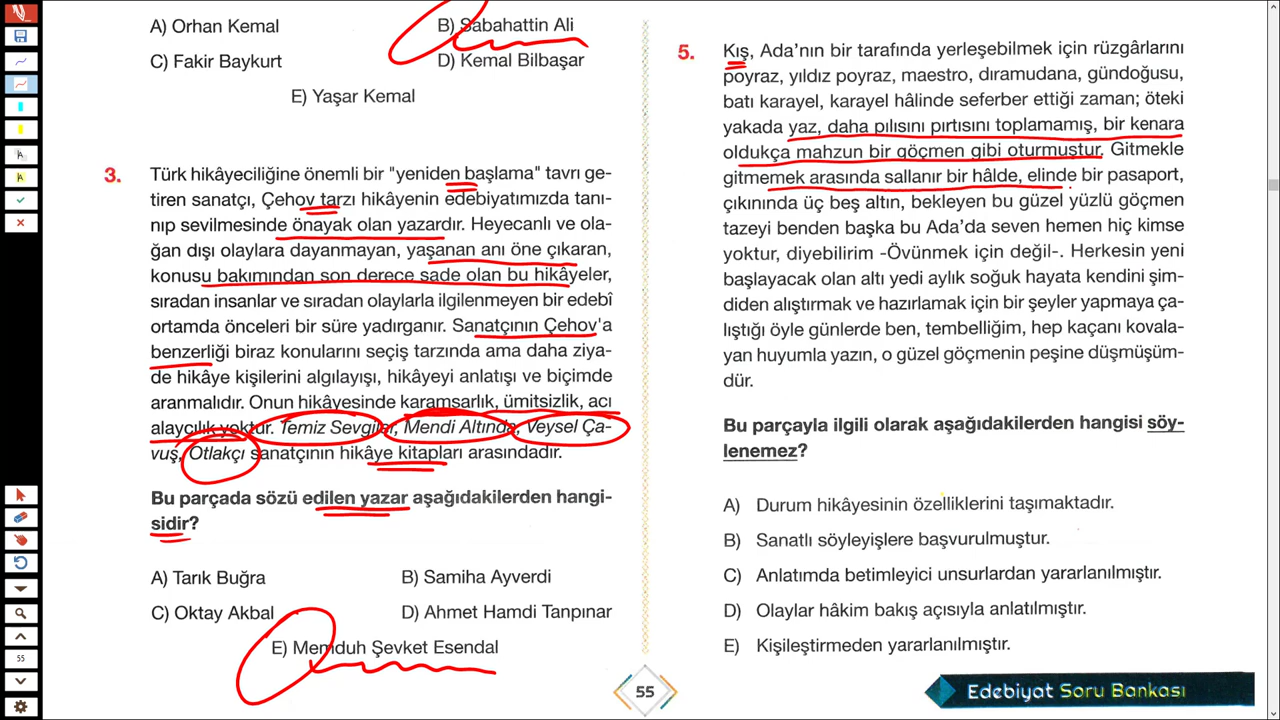 A) Orhan Kemal
B) Sabahattin Ali
C) Fakir Baykurt
D) Kemal Bilbaşar
E) Yaşar Kemal
3.
Türk hikâyeciliğine önemli bir "yeniden başlama" tavrı ge-
tiren sanatçı, Çehov tarzı hikâyenin edebiyatımızda tanı-
nıp sevilmesinde önayak olan yazardır. Heyecanlı ve ola-
ğan dışı olaylara dayanmayan, yaşanan anı öne çıkaran,
konusu bakımından son derece sade olan bu hikâyeler,
sıradan insanlar ve sıradan olaylarla ilgilenmeyen bir edebî
ortamda önceleri bir süre yadırganır. Sanatçının Çehov'a
benzerliği biraz konularını seçiş tarzında ama daha ziya-
de hikâye kişilerini algılayışı, hikâyeyi anlatışı ve biçimde
aranmalıdır. Onun hikâyesinde karamsarlık, ümitsizlik, acı
alaycılık yoktur. Temiz Sevgiler, Mendi Altında, Veysel Ça-
vuş, Otlakçı sanatçının hikâye kitapları arasındadır.
Bu parçada sözü edilen yazar aşağıdakilerden hangi-
sidir?
A) Tarık Buğra
B) Samiha Ayverdi
C) Oktay Akbal
D) Ahmet Hamdi Tanpınar
E) Memduh Şevket Esendal
5.
Kış, Ada'nın bir tarafında yerleşebilmek için rüzgârlarını
poyraz, yıldız poyraz, maestro, dıramudana, gündoğusu,
batı karayel, karayel hâlinde seferber ettiği zaman; öteki
yakada yaz, daha pılısını pırtısını toplamamış, bir kenara
oldukça mahzun bir göçmen gibi oturmuştur. Gitmekle
gitmemek arasında sallanır bir hâlde, elinde bir pasaport,
çıkınında üç beş altın, bekleyen bu güzel yüzlü göçmen
tazeyi benden başka bu Ada'da seven hemen hiç kimse
yoktur, diyebilirim -Övünmek için değil-. Herkesin yeni
başlayacak olan altı yedi aylık soğuk hayata kendini şim-
diden alıştırmak ve hazırlamak için bir şeyler yapmaya ça-
lıştığı öyle günlerde ben, tembelliğim, hep kaçanı kovala-
yan huyumla yazın, o güzel göçmenin peşine düşmüşüm-
dür.
Bu parçayla ilgili olarak aşağıdakilerden hangisi söy-
lenemez?
A) Durum hikâyesinin özelliklerini taşımaktadır.
B) Sanatlı söyleyişlere başvurulmuştur.
C) Anlatımda betimleyici unsurlardan yararlanılmıştır.
D) Olaylar hâkim bakış açısıyla anlatılmıştır.
E) Kişileştirmeden yararlanılmıştır.
55
Edebiyat Soru Bankası
55